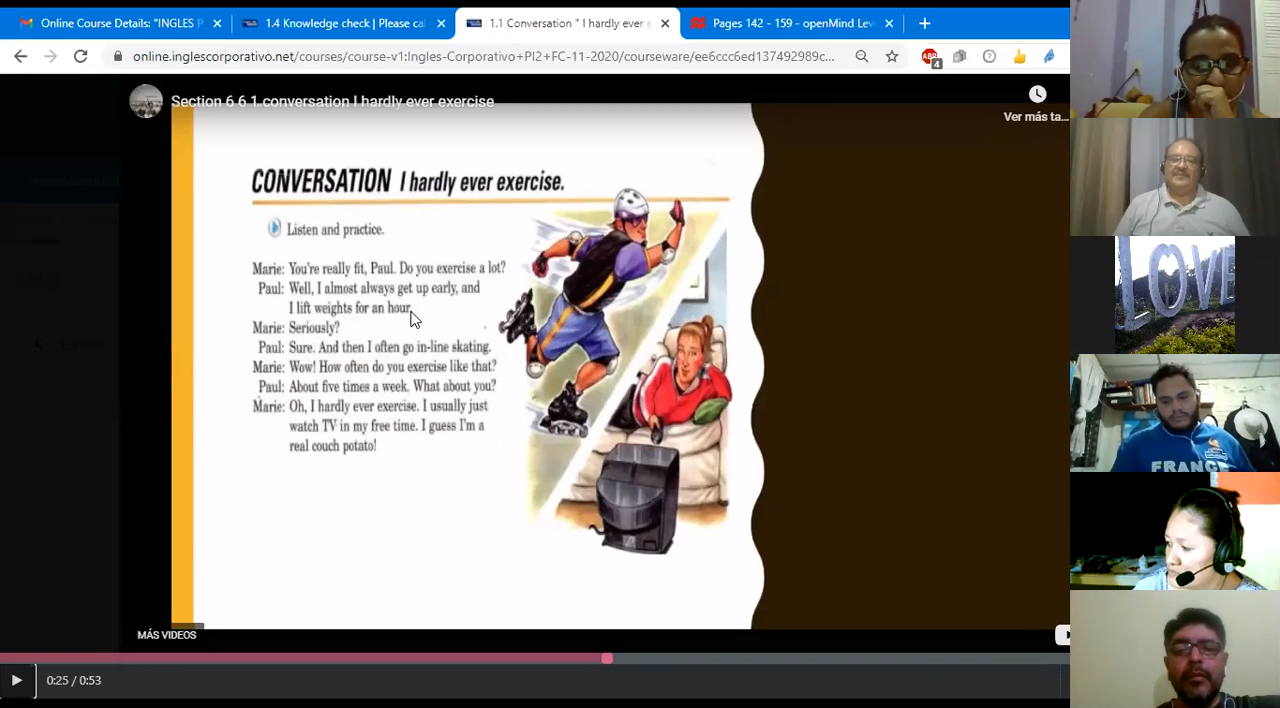 Online Course Details: "INGLES P
1.4 Knowledge check | Please cal
1.1 Conversation " I hardly ever e
Pages 142 - 159 - openMind Lev
online.inglescorporativo.net/courses/course-v1:Ingles-Corporativo+PI2+FC-11-2020/courseware/ee6ccc6ed137492989c...
ABP
4
Section 6 6 1 conversation I hardly ever exercise
Ver más ta...
CONVERSATION I hardly ever exercise.
Listen and practice.
Marie: You're really fit, Paul. Do you exercise a lot?
Paul: Well, I almost always get up early, and
I lift weights for an hour.
Marie: Seriously?
Paul: Sure. And then I often go in-line skating.
Marie: Wow! How often do you exercise like that?
Paul: About five times a week. What about you?
Marie: Oh, I hardly ever exercise. I usually just
watch TV in my free time. I guess I'm a
real couch potato!
MÁS VIDEOS
0:25 / 0:53
LOVE
FRANCE